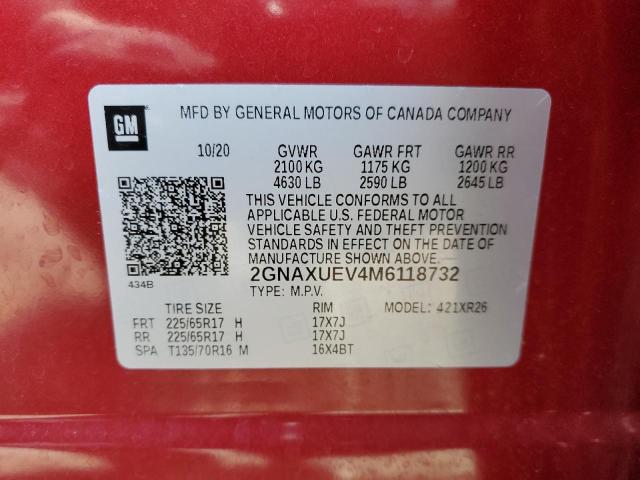 GM
MFD BY GENERAL MOTORS OF CANADA COMPANY
10/20 GVWR GAWR FRT GAWR RR
2100 KG 1175 KG 1200 KG
4630 LB 2590 LB 2645 LB
THIS VEHICLE CONFORMS TO ALL
APPLICABLE U.S. FEDERAL MOTOR
VEHICLE SAFETY AND THEFT PREVENTION
STANDARDS IN EFFECT ON THE DATE OF
MANUFACTURE SHOWN ABOVE.
434B
2GNAXUEV4M6118732
TYPE: M.P.V.
TIRE SIZE RIM MODEL: 421XR26
FRT 225/65R17 H 17X7J
RR 225/65R17 H 17X7J
SPA T135/70R16 M 16X4BT